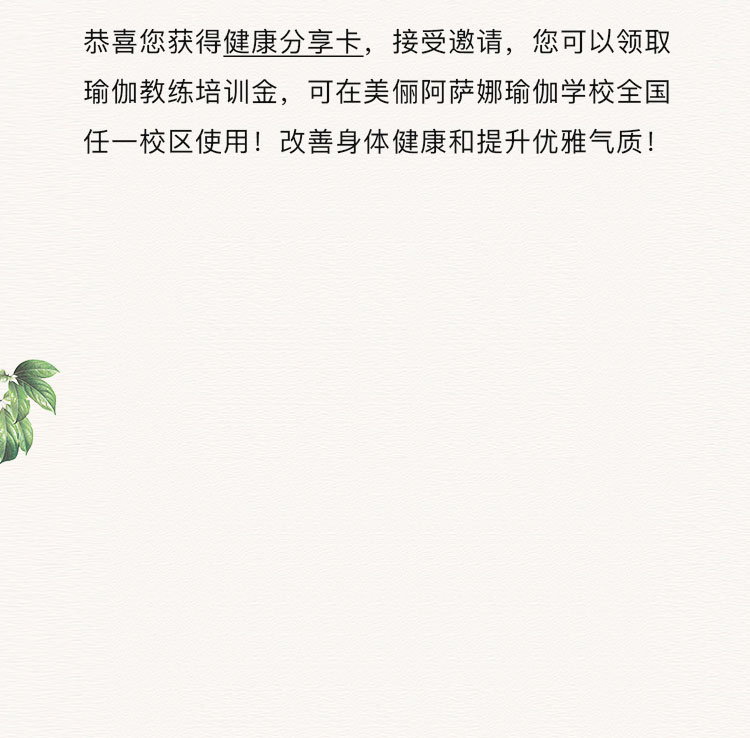 恭喜您获得健康分享卡，接受邀请，您可以领取
瑜伽教练培训金，可在美俪阿萨娜瑜伽学校全国
任一校区使用！改善身体健康和提升优雅气质！